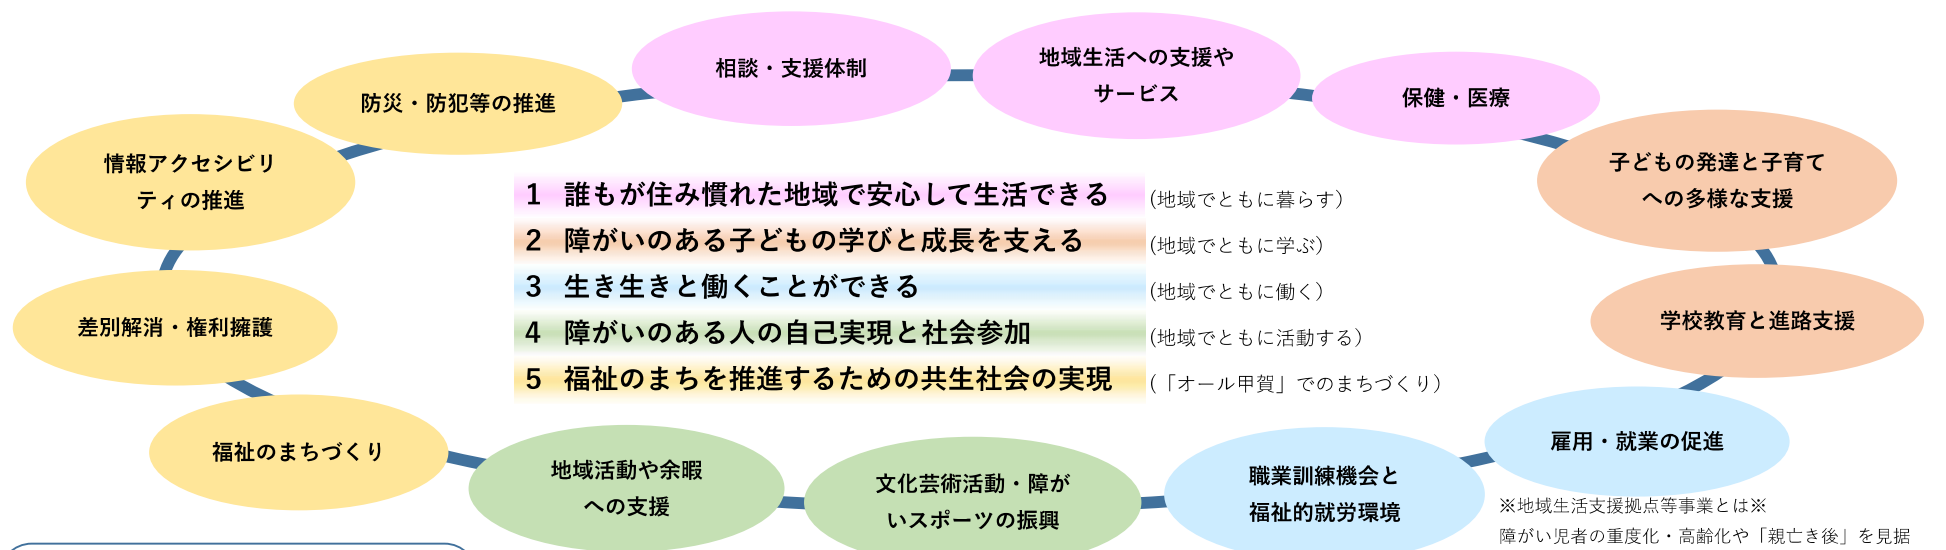 相談・支援体制
地域生活への支援や
サービス
保健・医療
防災・防犯等の推進
子どもの発達と子育て
への多様な支援
情報アクセシビリ
ティの推進
1 誰もが住み慣れた地域で安心して生活できる (地域でともに暮らす)
2 障がいのある子どもの学びと成長を支える (地域でともに学ぶ)
3 生き生きと働くことができる (地域でともに働く)
4 障がいのある人の自己実現と社会参加 (地域でともに活動する)
5 福祉のまちを推進するための共生社会の実現 (「オール甲賀」でのまちづくり)
差別解消・権利擁護
学校教育と進路支援
福祉のまちづくり
雇用・就業の促進
地域活動や余暇
への支援
文化芸術活動・障が
いスポーツの振興
職業訓練機会と
福祉的就労環境
※地域生活支援拠点等事業とは※
障がい児者の重度化・高齢化や「親亡き後」を見据